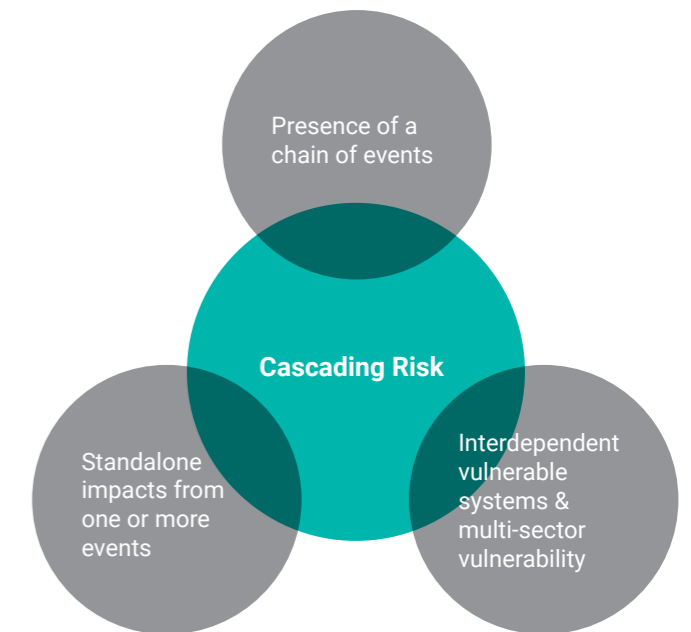 Presence of a
chain of events
Cascading Risk
Standalone
impacts from
one or more
events
Interdependent
vulnerable
systems &
multi-sector
vulnerability